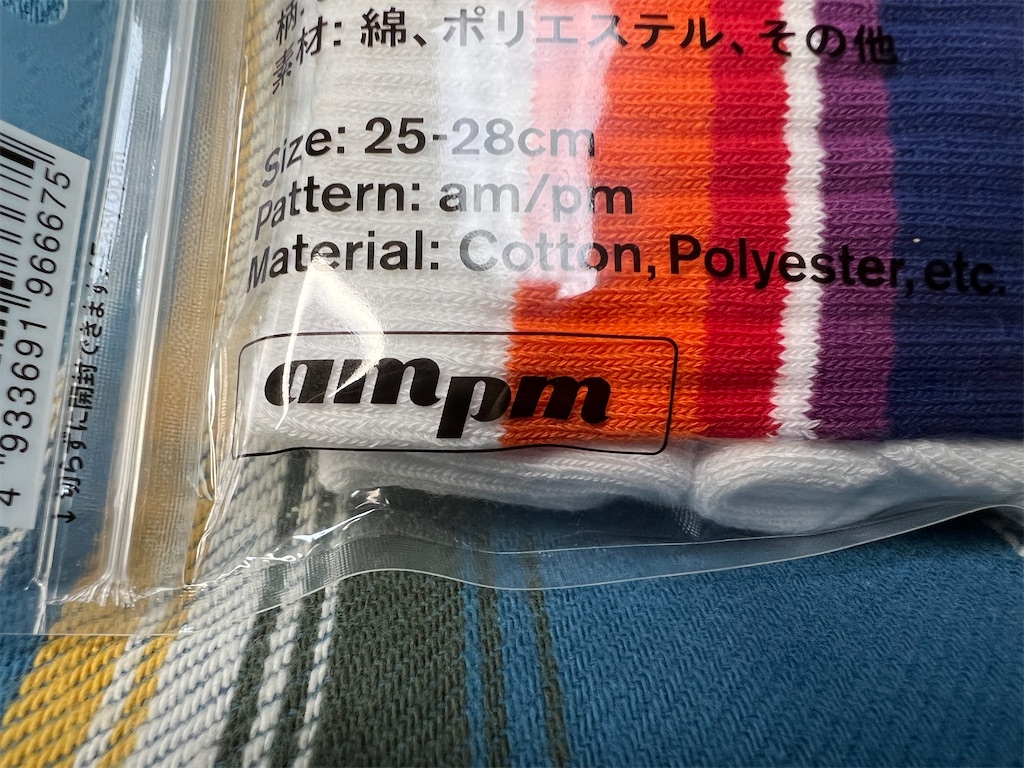 柄:
素材:綿、ポリエステル、その他
Size: 25-28cm
Pattern: am/pm
Material: Cotton, Polyester, etc.
ampm
4 933691 966675